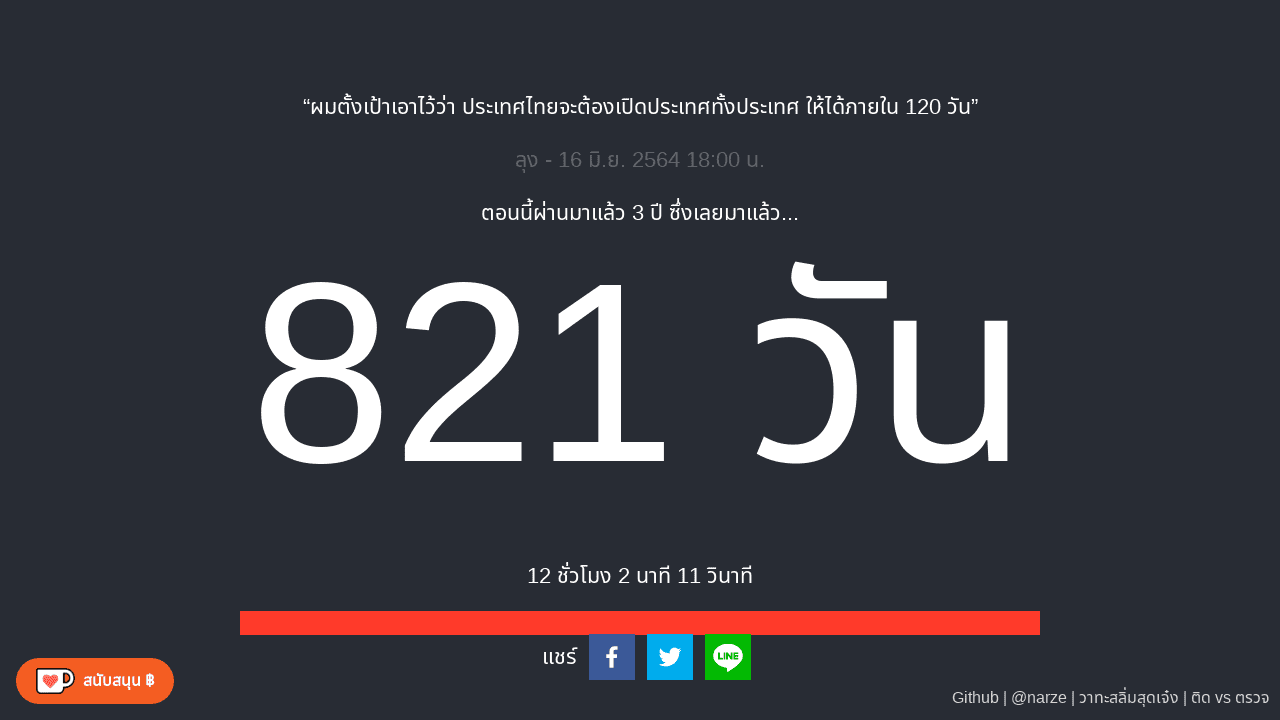 “ผมตั้งเป้าเอาไว้ว่า ประเทศไทยจะต้องเปิดประเทศทั้งประเทศ ให้ได้ภายใน 120 วัน”
ลุง - 16 มิ.ย. 2564 18:00 น.
ตอนนี้ผ่านมาแล้ว 3 ปี ซึ่งเลยมาแล้ว...
821 วัน
12 ชั่วโมง 2 นาที 11 วินาที
แชร์
LINE
สนับสนุน ฿
Github | @narze | วาทะสลิ่มสุดเจ๋ง | ติด vs ตรวจ